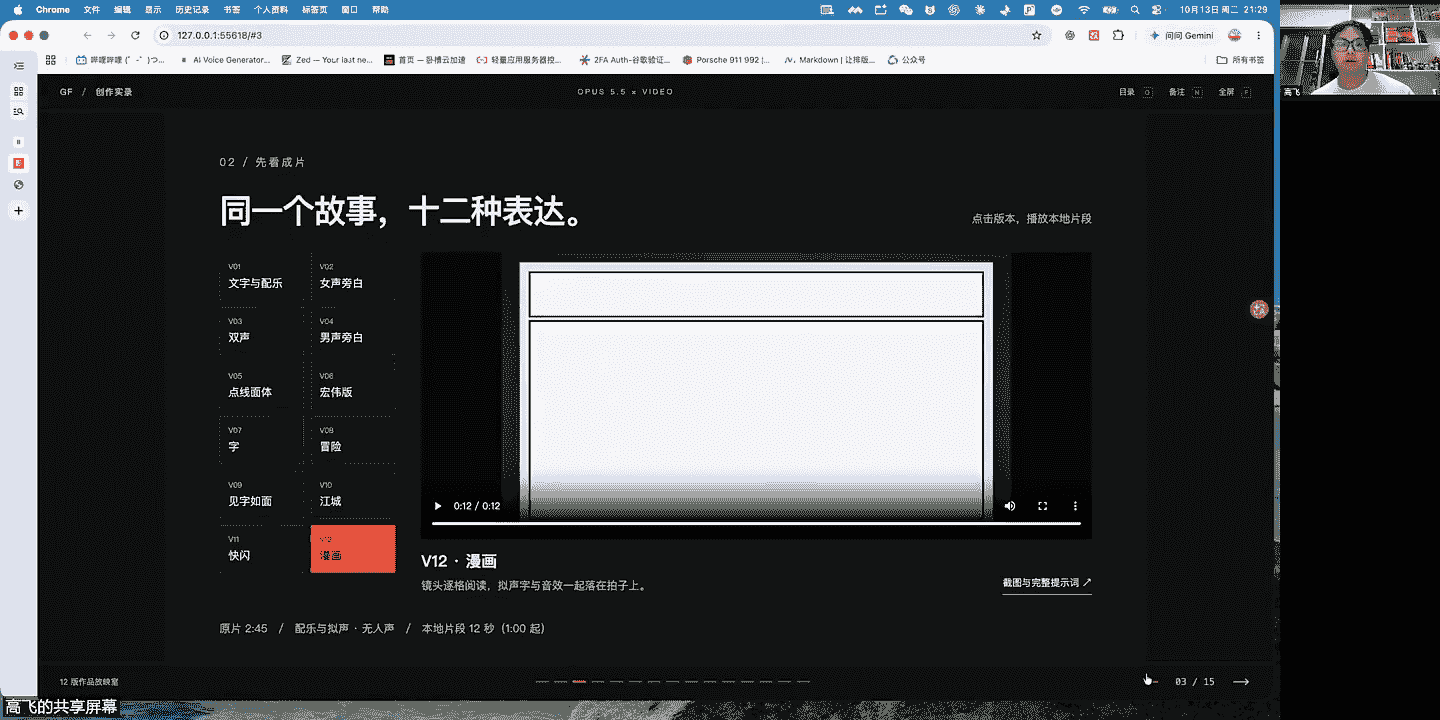 Chrome 文件 编辑 显示 历史记录 书签 个人资料 标签页 窗口 帮助
10月13日 周二 21:29
127.0.0.1:55618/#3
问问 Gemini
哔哩哔哩 (゜-゜)つ...
AI Voice Generator...
Zed — Your last ne...
首页 — 卧槽云加速
轻量应用服务器控...
2FA Auth-谷歌验证...
Porsche 911 992 |...
Markdown | 让排版...
公众号
所有书签
GF / 创作实录
OPUS 5.5 × VIDEO
目录 O 备注 N 全屏 F
02 / 先看成片
同一个故事，十二种表达。
点击版本，播放本地片段
V01
文字与配乐
V02
女声旁白
V03
双声
V04
男声旁白
V05
点线面体
V06
宏伟版
V07
字
V08
冒险
V09
见字如面
V10
江城
V11
快闪
V12
漫画
0:12 / 0:12
V12 · 漫画
镜头逐格阅读，拟声字与音效一起落在拍子上。
截图与完整提示词 ↗
原片 2:45 / 配乐与拟声 · 无人声 / 本地片段 12 秒（1:00 起）
12 版作品放映室
03 / 15
高飞的共享屏幕
高飞